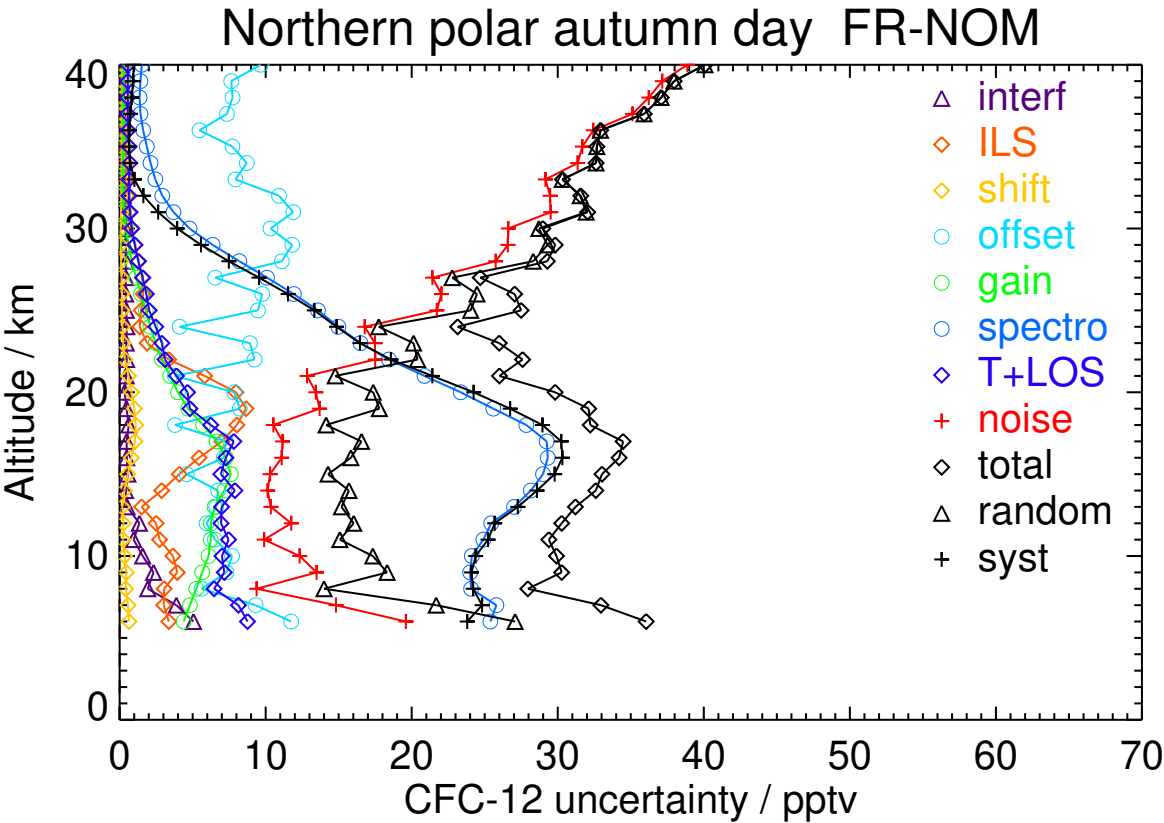 Northern polar autumn day FR-NOM
40
30
20
10
0
Altitude / km
interf
ILS
shift
offset
gain
spectro
T+LOS
noise
total
random
syst
0 10 20 30 40 50 60 70
CFC-12 uncertainty / pptv